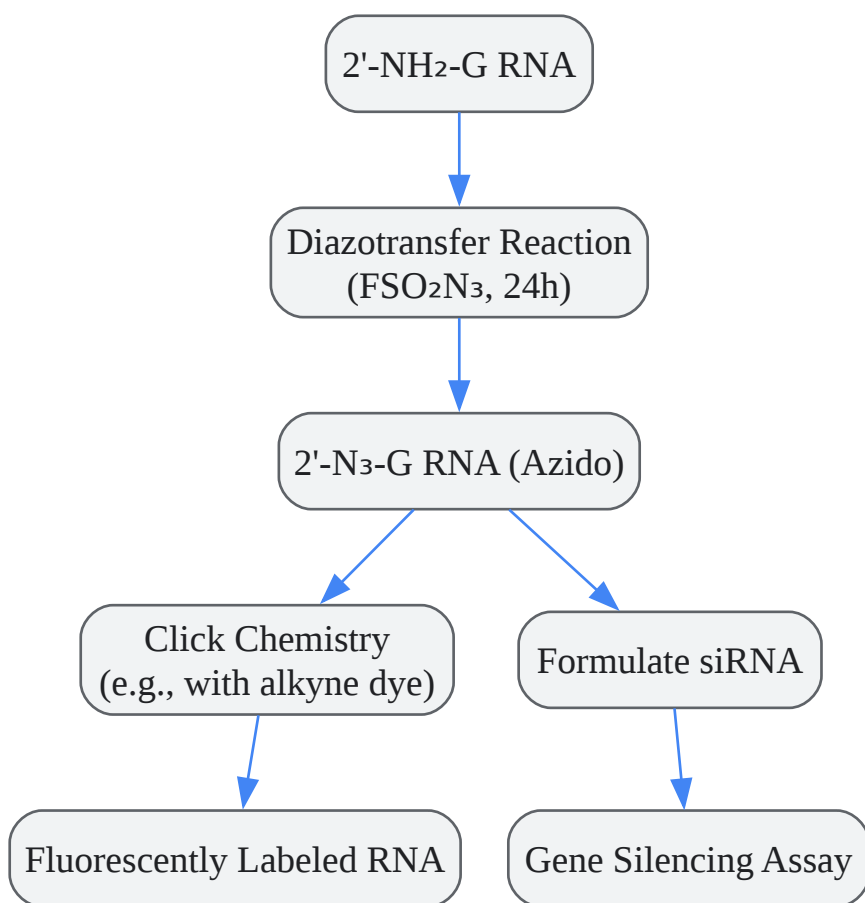 2'-NH₂-G RNA
Diazotransfer Reaction
(FSO₂N₃, 24h)
2'-N₃-G RNA (Azido)
Click Chemistry
(e.g., with alkyne dye)
Formulate siRNA
Fluorescently Labeled RNA
Gene Silencing Assay